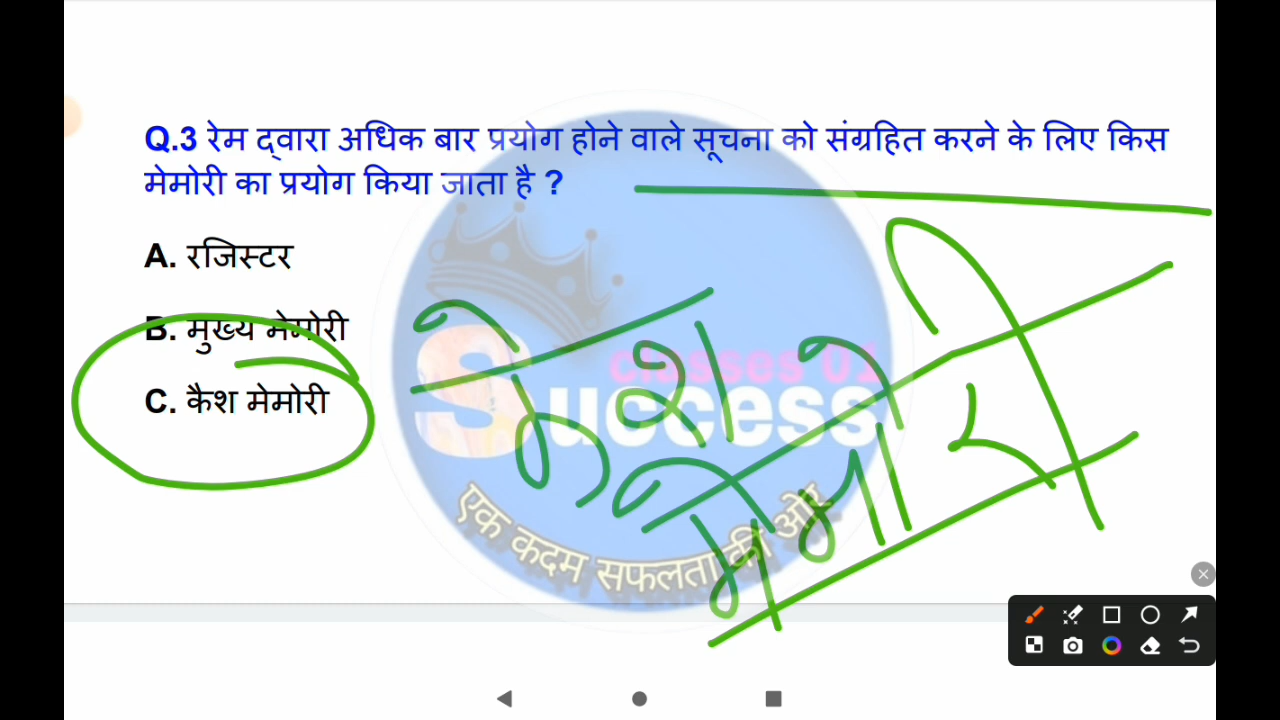 Q.3 रेम द्वारा अधिक बार प्रयोग होने वाले सूचना को संग्रहित करने के लिए किस
मेमोरी का प्रयोग किया जाता है ?
A. रजिस्टर
B. मुख्य मेमोरी
C. कैश मेमोरी
classes 01
Success
एक कदम सफलता की ओर
कैश
मेमोरी